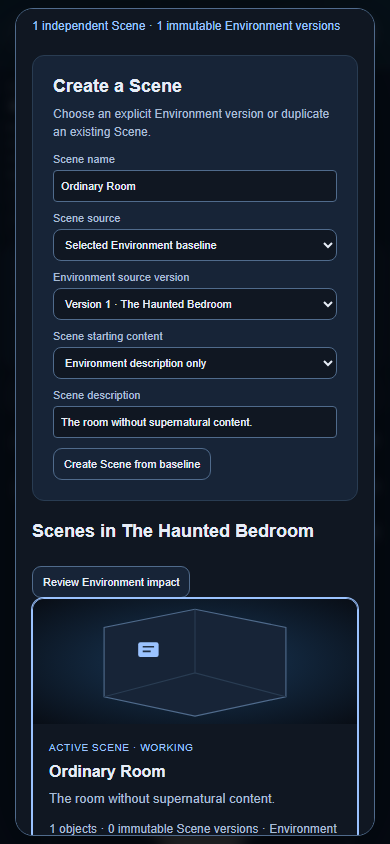 1 independent Scene · 1 immutable Environment versions
Create a Scene
Choose an explicit Environment version or duplicate
an existing Scene.
Scene name
Ordinary Room
Scene source
Selected Environment baseline
Environment source version
Version 1 · The Haunted Bedroom
Scene starting content
Environment description only
Scene description
The room without supernatural content.
Create Scene from baseline
Scenes in The Haunted Bedroom
Review Environment impact
ACTIVE SCENE · WORKING
Ordinary Room
The room without supernatural content.
1 objects · 0 immutable Scene versions · Environment